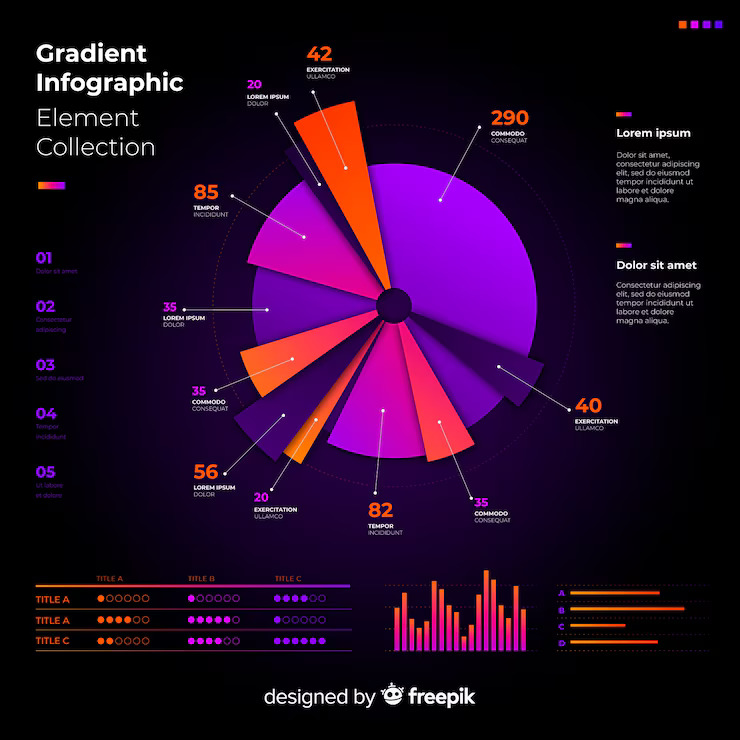 Gradient
Infographic
Element
Collection
01
Dolor sit amet
02
Consectetur
adipiscing
03
Sed do eiusmod
04
Tempor
incididunt
05
Ut labore
et dolore
42
EXERCITATION
ULLAMCO
20
LOREM IPSUM
DOLOR
290
COMMODO
CONSEQUAT
85
TEMPOR
INCIDIDUNT
35
LOREM IPSUM
DOLOR
35
COMMODO
CONSEQUAT
56
LOREM IPSUM
DOLOR
20
EXERCITATION
ULLAMCO
82
TEMPOR
INCIDIDUNT
35
COMMODO
CONSEQUAT
40
EXERCITATION
ULLAMCO
Lorem ipsum
Dolor sit amet,
consectetur adipiscing
elit, sed do eiusmod
tempor incididunt ut
labore et dolore
magna aliqua.
Dolor sit amet
Consectetur adipiscing
elit, sed do eiusmod
tempor incididunt ut
labore et dolore
magna aliqua.
TITLE A TITLE B TITLE C
TITLE A
TITLE A
TITLE C
A
B
C
D
designed by freepik